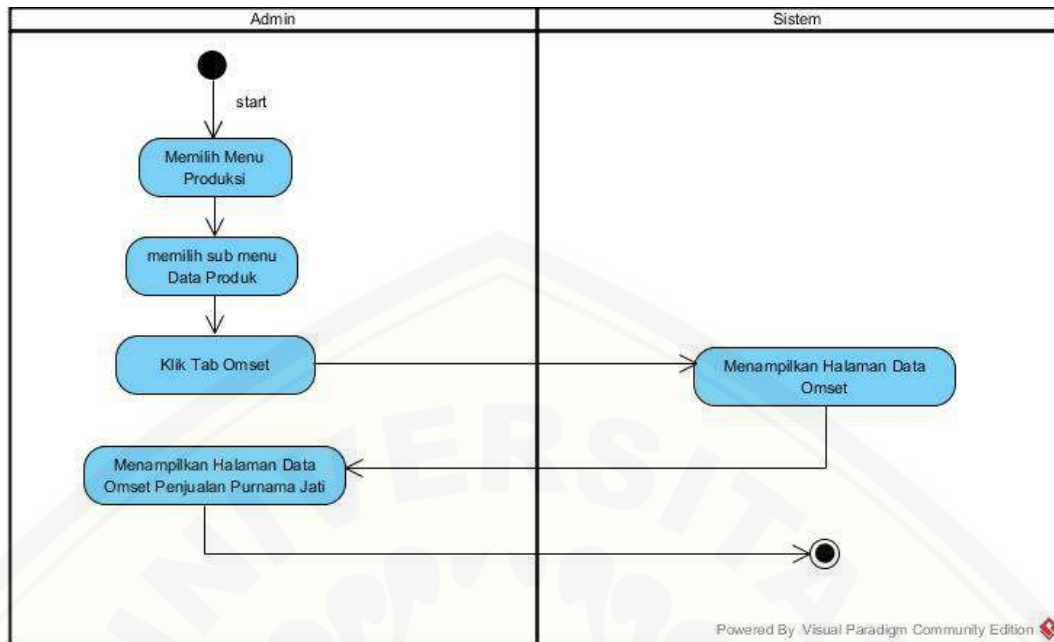 Admin
Sistem
start
Memilih Menu
Produksi
memilih sub menu
Data Produk
Klik Tab Omset
Menampilkan Halaman Data
Omset
Menampilkan Halaman Data
Omset Penjualan Purnama Jati
UNIVERSITA
Powered By Visual Paradigm Community Edition